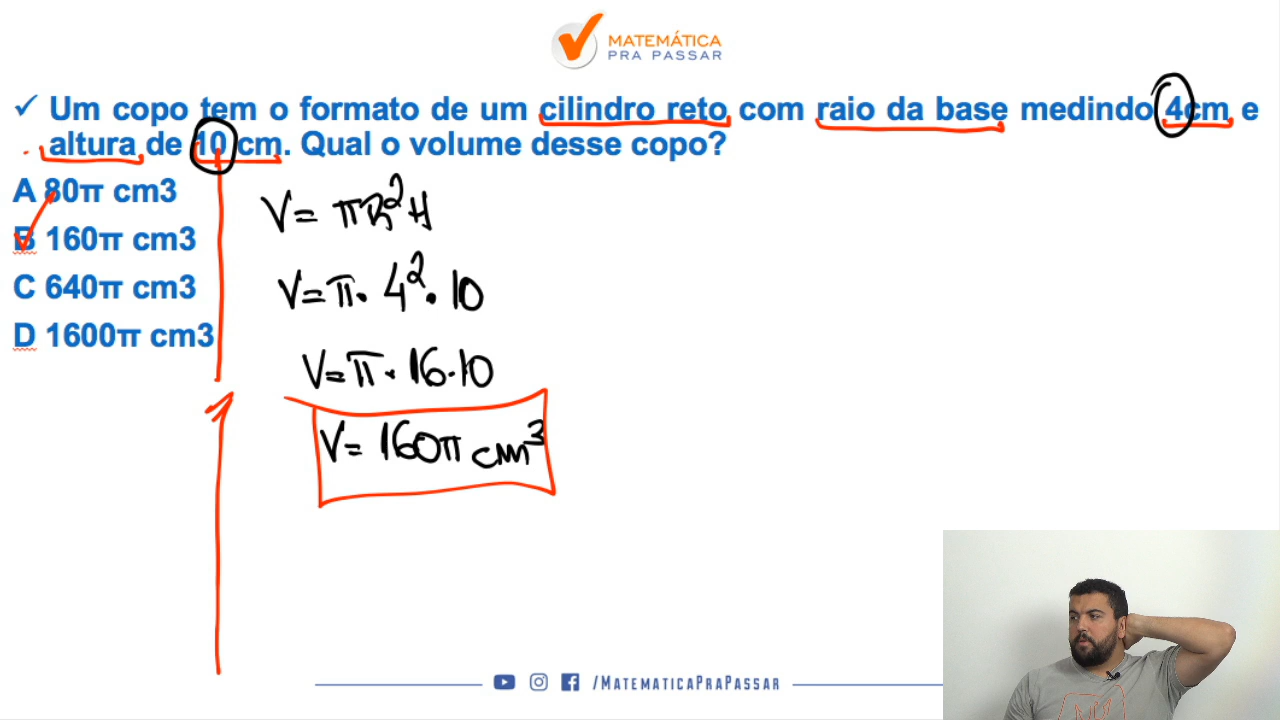 MATEMÁTICA
PRA PASSAR
✓ Um copo tem o formato de um cilindro reto com raio da base medindo 4cm e
altura de 10 cm. Qual o volume desse copo?
A 80π cm3
B 160π cm3
C 640π cm3
D 1600π cm3
V= πR²H
V=π· 4²· 10
V=π· 16·10
V= 160π cm³
/MATEMATICAPRAPASSAR